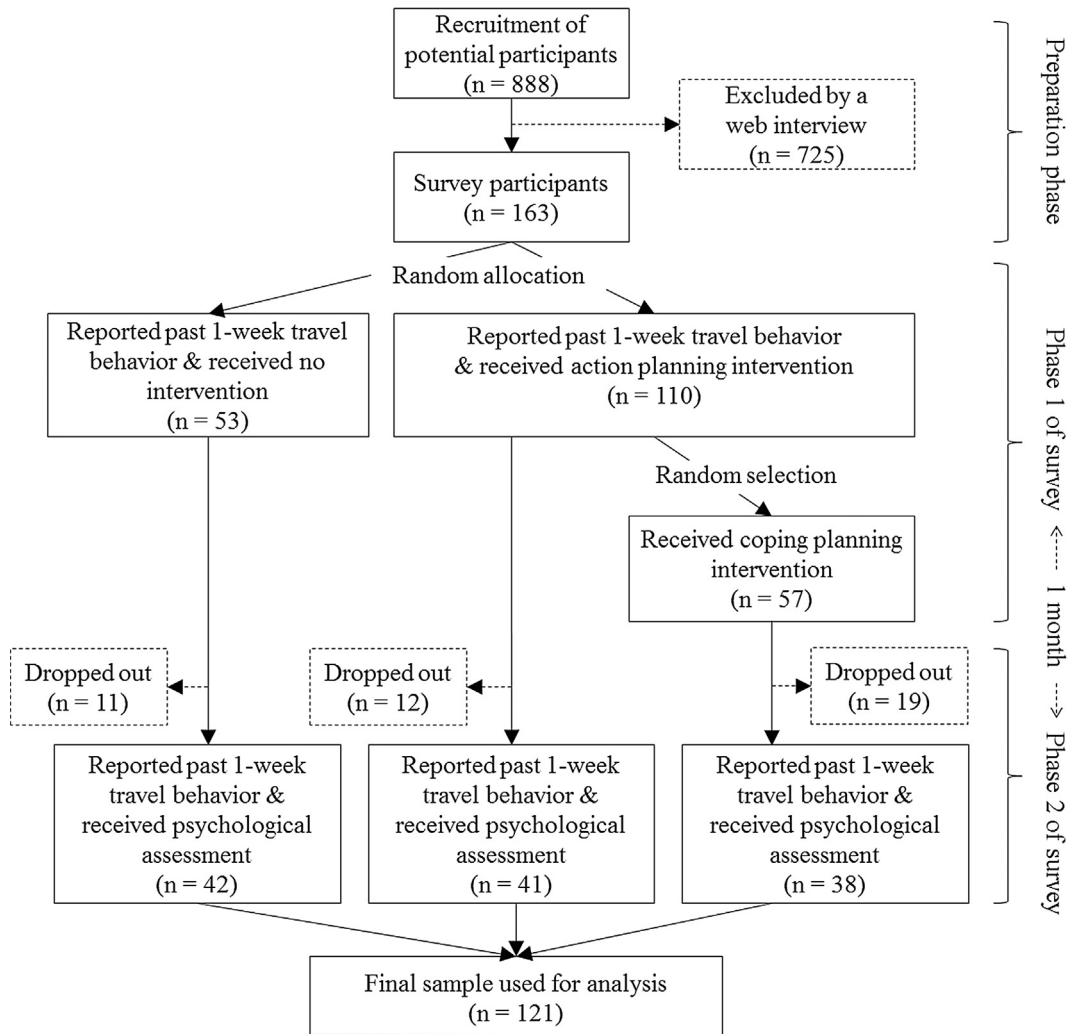 Recruitment of
potential participants
(n = 888)
Excluded by a
web interview
(n = 725)
Survey participants
(n = 163)
Preparation phase
Random allocation
Reported past 1-week travel
behavior & received no
intervention
(n = 53)
Reported past 1-week travel behavior
& received action planning intervention
(n = 110)
Random selection
Received coping planning
intervention
(n = 57)
Phase 1 of survey <---- 1 month ----> Phase 2 of survey
Dropped out
(n = 11)
Dropped out
(n = 12)
Dropped out
(n = 19)
Reported past 1-week
travel behavior &
received psychological
assessment
(n = 42)
Reported past 1-week
travel behavior &
received psychological
assessment
(n = 41)
Reported past 1-week
travel behavior &
received psychological
assessment
(n = 38)
Final sample used for analysis
(n = 121)